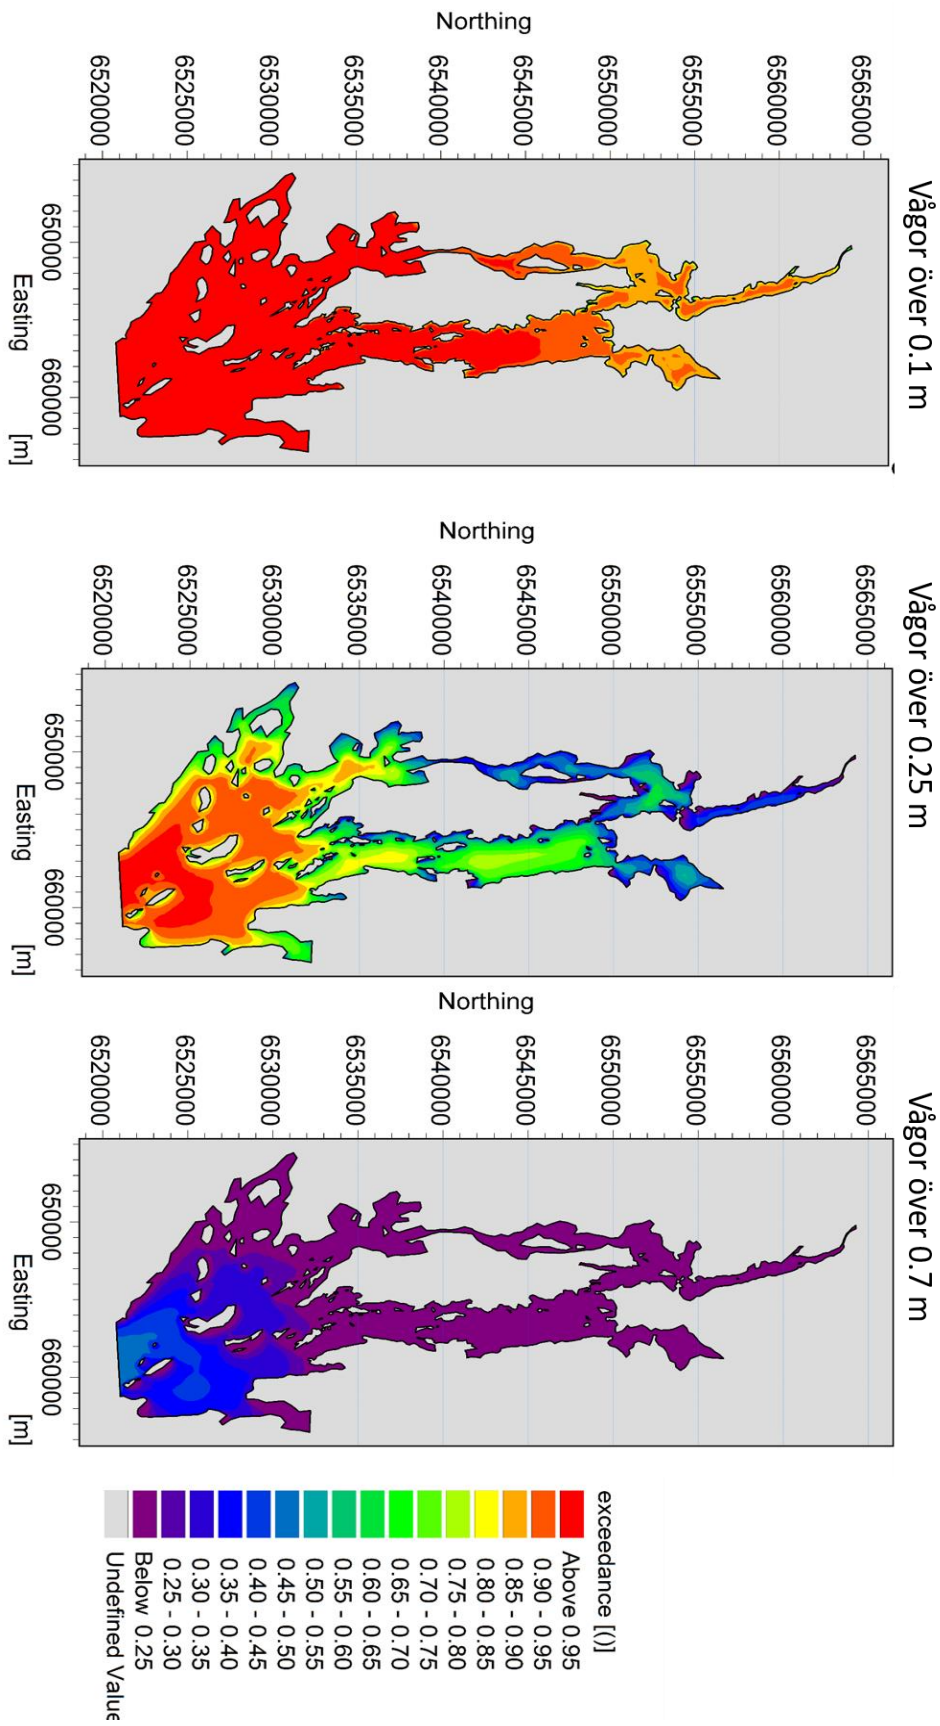 Vågor över 0.1 m
Northing
6565000
6560000
6555000
6550000
6545000
6540000
6535000
6530000
6525000
6520000
650000
660000
Easting
[m]
Vågor över 0.25 m
Northing
6565000
6560000
6555000
6550000
6545000
6540000
6535000
6530000
6525000
6520000
650000
660000
Easting
[m]
Vågor över 0.7 m
Northing
6565000
6560000
6555000
6550000
6545000
6540000
6535000
6530000
6525000
6520000
650000
660000
Easting
[m]
exceedance [()]
Above 0.95
0.90 - 0.95
0.85 - 0.90
0.80 - 0.85
0.75 - 0.80
0.70 - 0.75
0.65 - 0.70
0.60 - 0.65
0.55 - 0.60
0.50 - 0.55
0.45 - 0.50
0.40 - 0.45
0.35 - 0.40
0.30 - 0.35
0.25 - 0.30
Below 0.25
Undefined Value